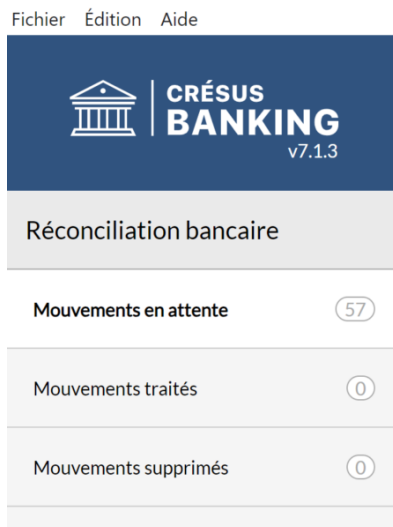 Fichier Édition Aide
CRÉSUS
BANKING
v7.1.3
Réconciliation bancaire
Mouvements en attente 57
Mouvements traités 0
Mouvements supprimés 0